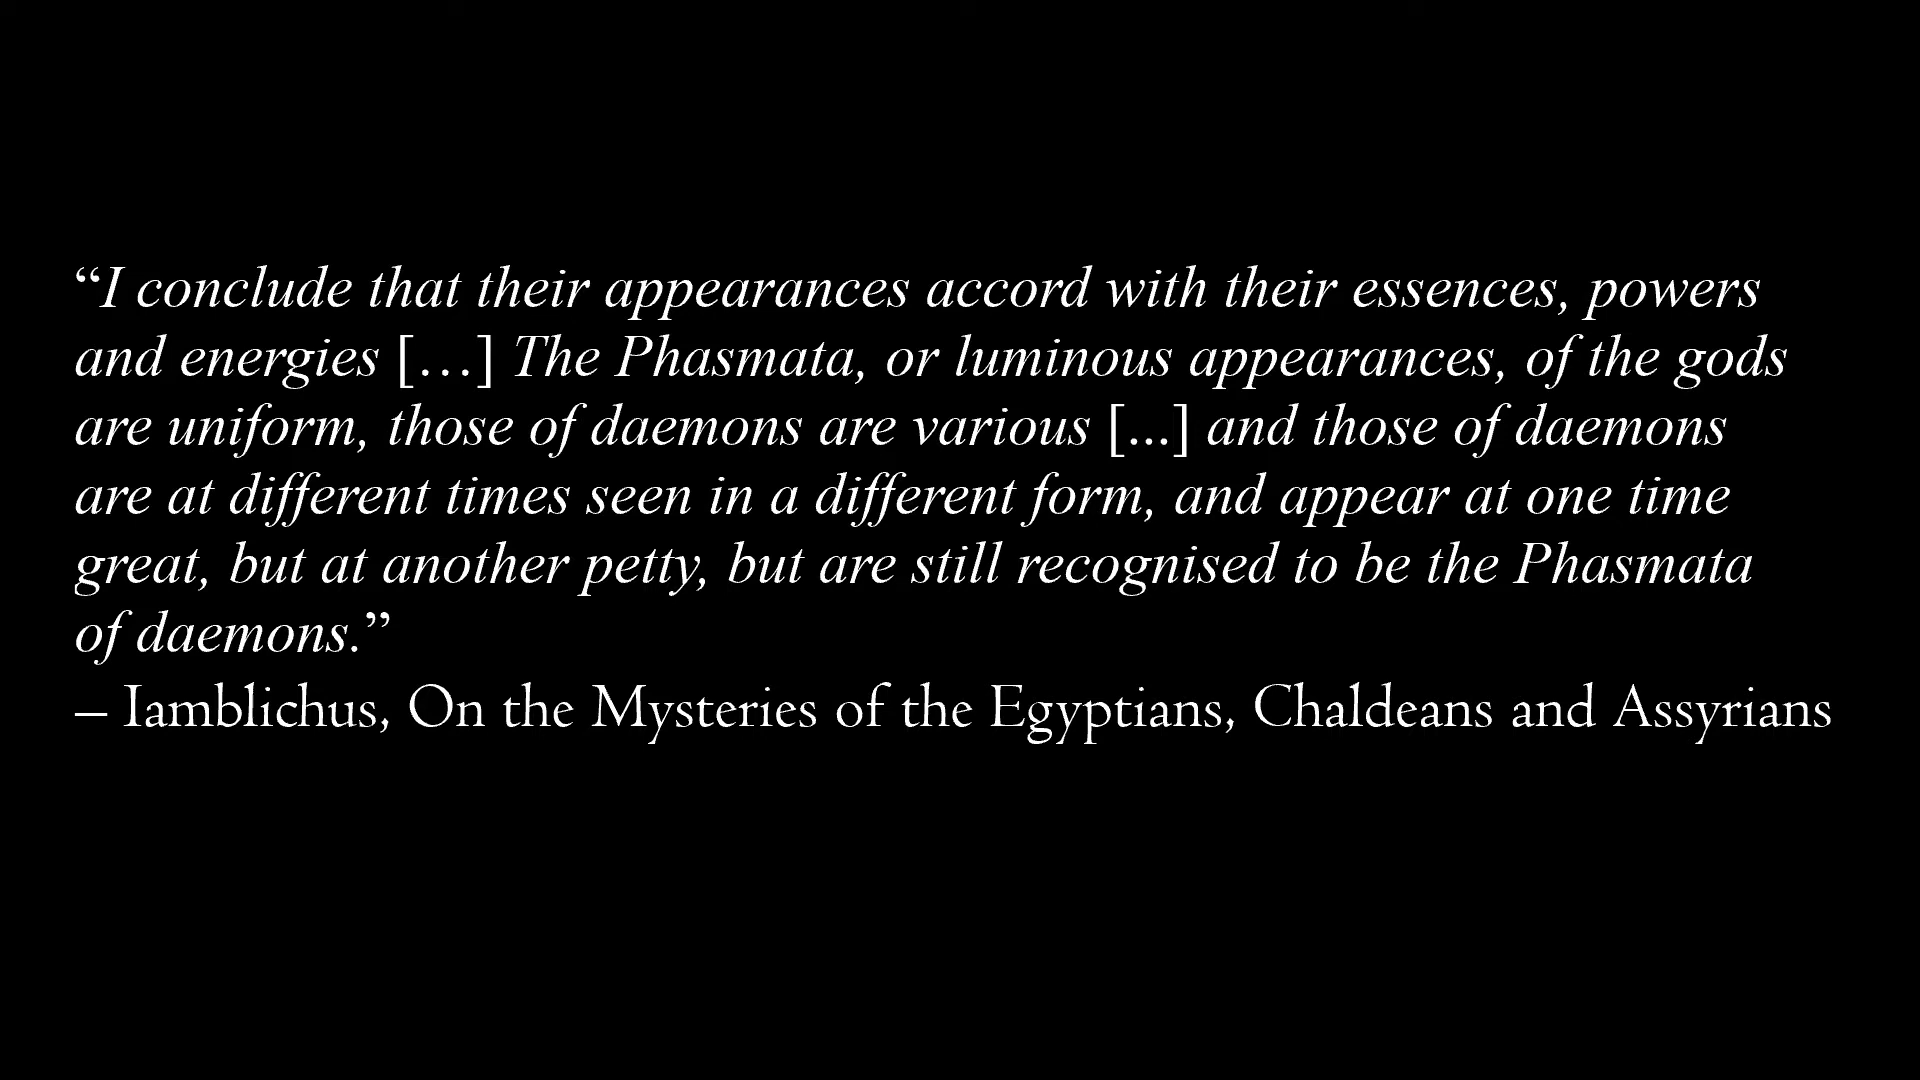 “I conclude that their appearances accord with their essences, powers
and energies […] The Phasmata, or luminous appearances, of the gods
are uniform, those of daemons are various [...] and those of daemons
are at different times seen in a different form, and appear at one time
great, but at another petty, but are still recognised to be the Phasmata
of daemons.”
– Iamblichus, On the Mysteries of the Egyptians, Chaldeans and Assyrians